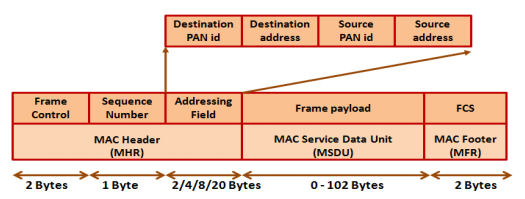 Destination PAN id
Destination address
Source PAN id
Source address
Frame Control
Sequence Number
Addressing Field
Frame payload
FCS
MAC Header (MHR)
MAC Service Data Unit (MSDU)
MAC Footer (MFR)
2 Bytes
1 Byte
2/4/8/20 Bytes
0 - 102 Bytes
2 Bytes